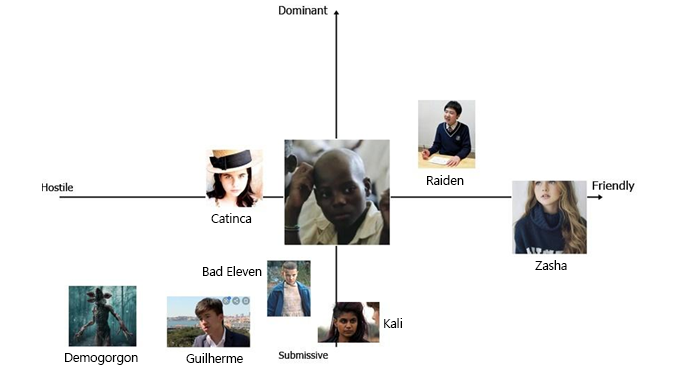 Dominant
Raiden
Hostile
Friendly
Catinca
Zasha
Bad Eleven
Kali
Demogorgon
Guilherme
Submissive